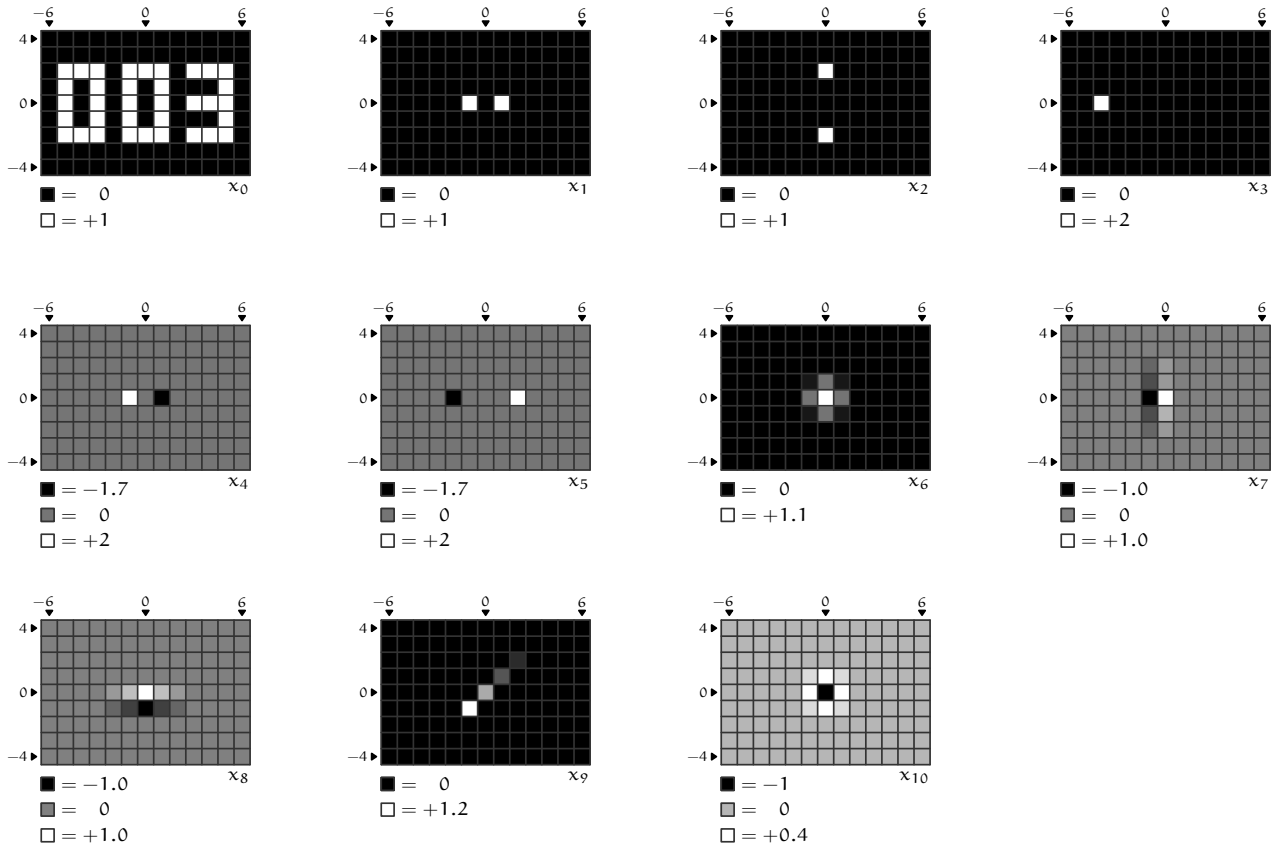 −6 0 6 −6 0 6 −6 0 6 −6 0 6
4 4 4 4
003
0 0 0 0
−4 −4 −4 −4
x0 x1 x2 x3
= 0 = 0 = 0 = 0
= +1 = +1 = +1 = +2
−6 0 6 −6 0 6 −6 0 6 −6 0 6
4 4 4 4
0 0 0 0
−4 −4 −4 −4
x4 x5 x6 x7
= −1.7 = −1.7 = 0 = −1.0
= 0 = 0 = +1.1 = 0
= +2 = +2 = +1.0
−6 0 6 −6 0 6 −6 0 6
4 4 4
0 0 0
−4 −4 −4
x8 x9 x10
= −1.0 = 0 = −1
= 0 = +1.2 = 0
= +1.0 = +0.4